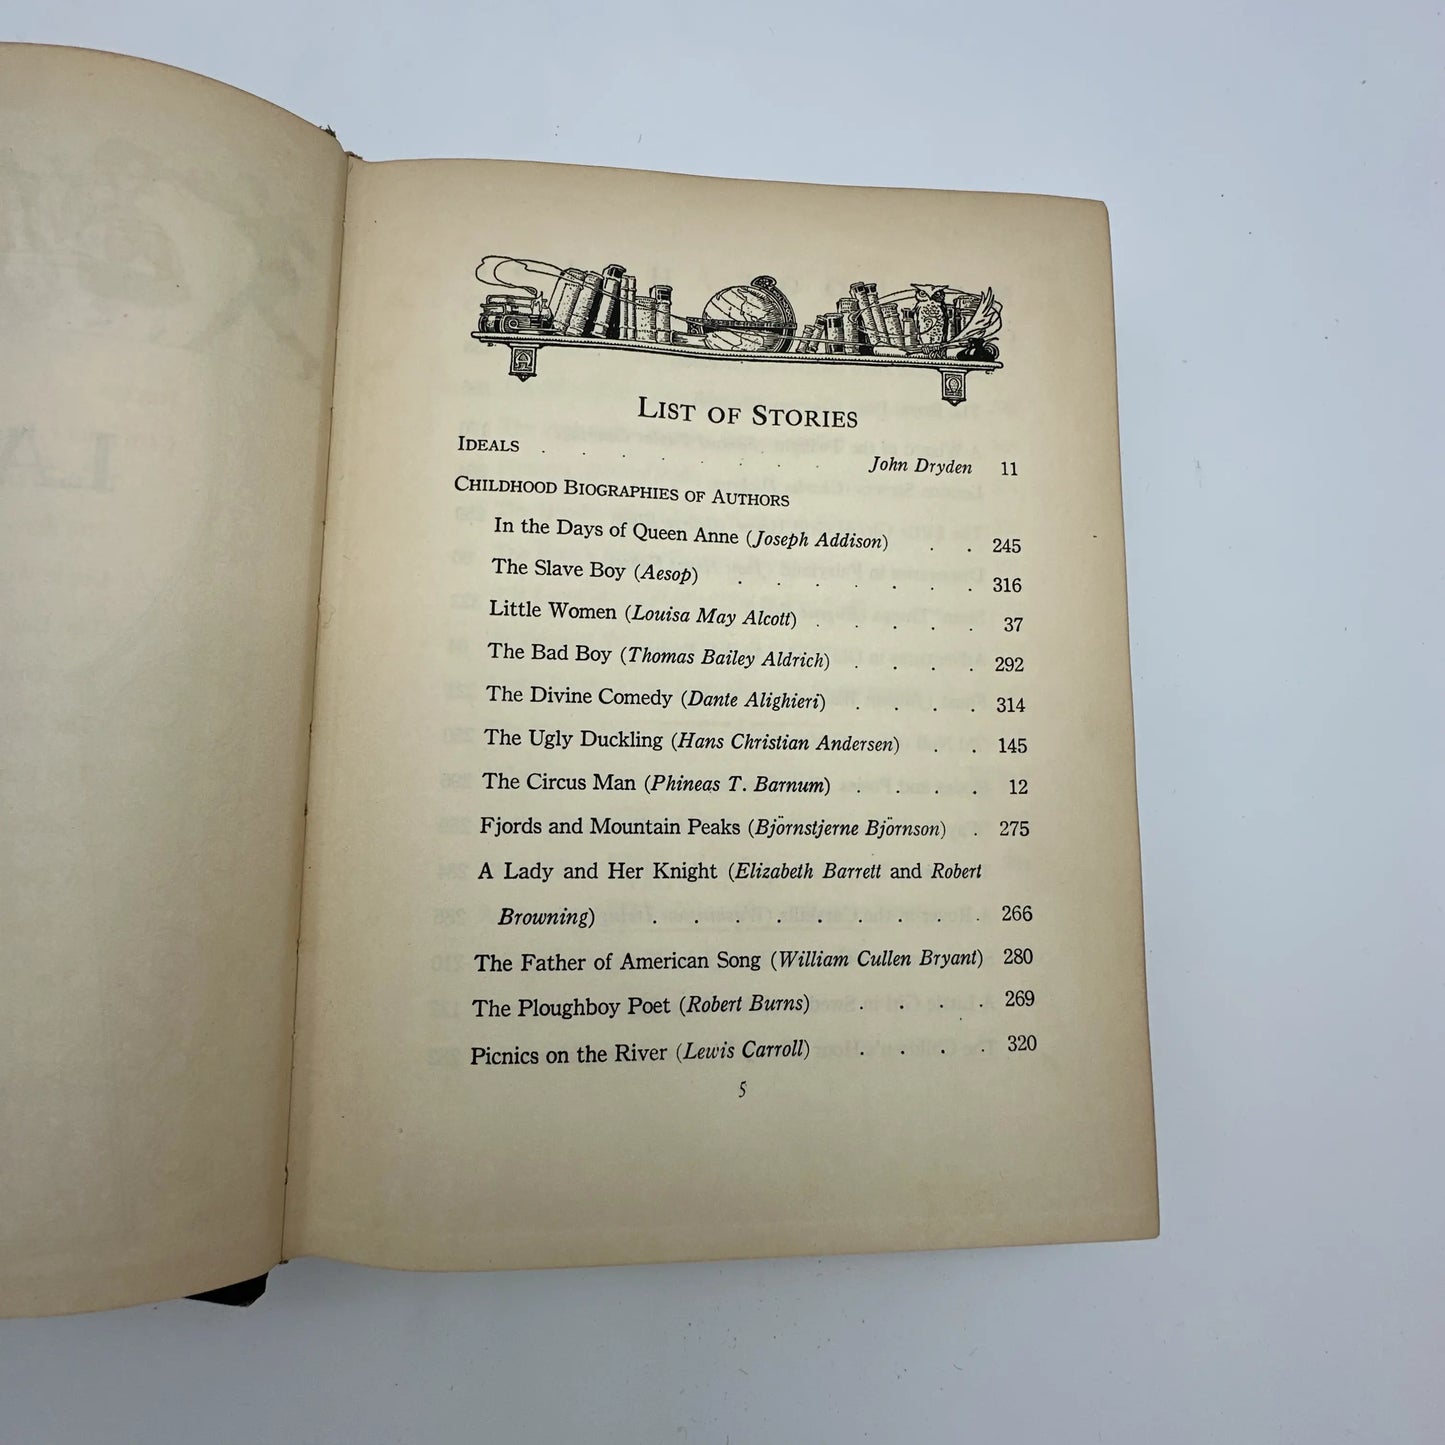 LIST OF STORIES
IDEALS . . . . . . . . John Dryden 11
CHILDHOOD BIOGRAPHIES OF AUTHORS
In the Days of Queen Anne (Joseph Addison) . . 245
The Slave Boy (Aesop) . . . . . . . 316
Little Women (Louisa May Alcott) . . . . . 37
The Bad Boy (Thomas Bailey Aldrich) . . . . 292
The Divine Comedy (Dante Alighieri) . . . . 314
The Ugly Duckling (Hans Christian Andersen) . . 145
The Circus Man (Phineas T. Barnum) . . . . 12
Fjords and Mountain Peaks (Björnstjerne Björnson) . 275
A Lady and Her Knight (Elizabeth Barrett and Robert
Browning) . . . . . . . . . 266
The Father of American Song (William Cullen Bryant) 280
The Ploughboy Poet (Robert Burns) . . . . 269
Picnics on the River (Lewis Carroll) . . . . 320
5